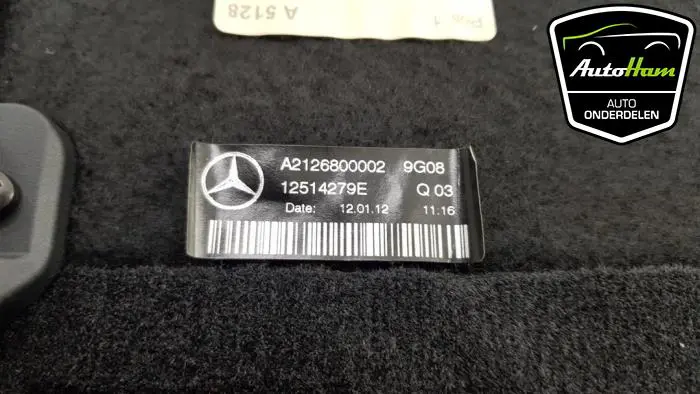 A 5128
AutoHam
AUTO
ONDERDELEN
A2126800002 9G08
12514279E Q 03
Date: 12.01.12 11:16